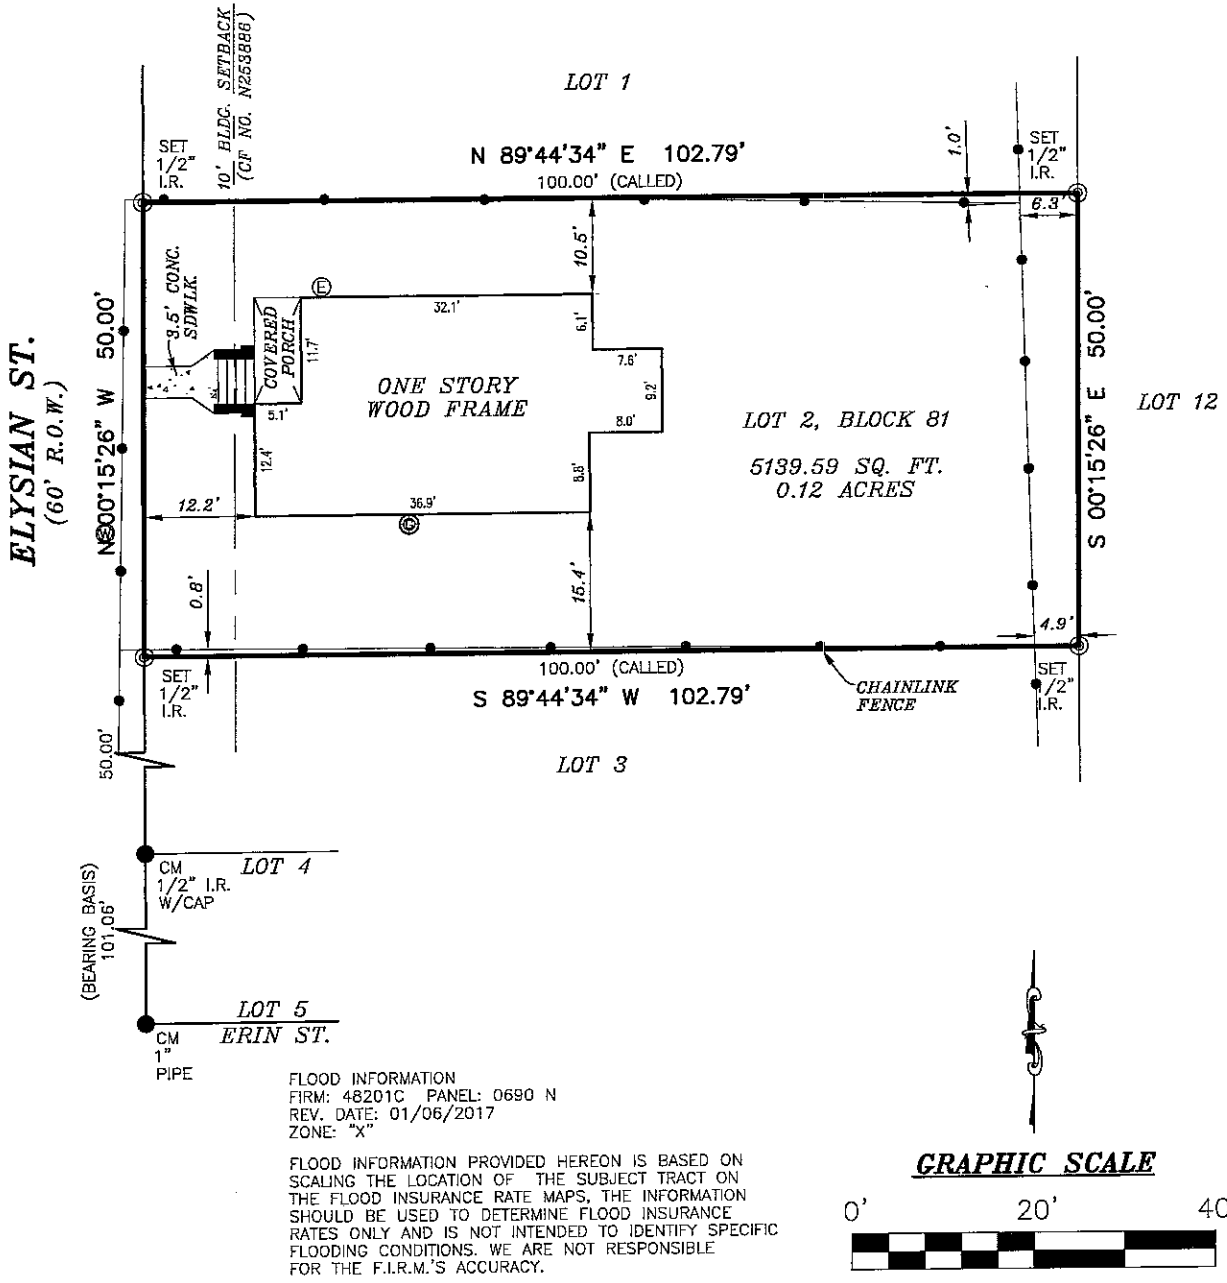 10' BLDG. SETBACK
(CF NO. N253886)
LOT 1
SET
1/2"
I.R.
N 89°44'34" E 102.79'
100.00' (CALLED)
1.0'
SET
1/2"
I.R.
6.3'
3.5' CONC.
SDWLK.
10.5'
E
COVERED
PORCH
32.1'
6.1'
11.7'
7.6'
9.2'
8.0'
5.1'
12.4'
8.8'
36.9'
G
ONE STORY
WOOD FRAME
LOT 2, BLOCK 81
5139.59 SQ. FT.
0.12 ACRES
LOT 12
ELYSIAN ST.
(60' R.O.W.)
N 00°15'26" W 50.00'
W
S 00°15'26" E 50.00'
12.2'
0.8'
15.4'
4.9'
SET
1/2"
I.R.
100.00' (CALLED)
S 89°44'34" W 102.79'
CHAINLINK
FENCE
SET
1/2"
I.R.
50.00'
LOT 3
CM
1/2" I.R.
W/CAP
LOT 4
(BEARING BASIS)
101.06'
LOT 5
ERIN ST.
CM
1"
PIPE
FLOOD INFORMATION
FIRM: 48201C PANEL: 0690 N
REV. DATE: 01/06/2017
ZONE: "X"
FLOOD INFORMATION PROVIDED HEREON IS BASED ON
SCALING THE LOCATION OF THE SUBJECT TRACT ON
THE FLOOD INSURANCE RATE MAPS, THE INFORMATION
SHOULD BE USED TO DETERMINE FLOOD INSURANCE
RATES ONLY AND IS NOT INTENDED TO IDENTIFY SPECIFIC
FLOODING CONDITIONS. WE ARE NOT RESPONSIBLE
FOR THE F.I.R.M.'S ACCURACY.
GRAPHIC SCALE
0' 20' 40